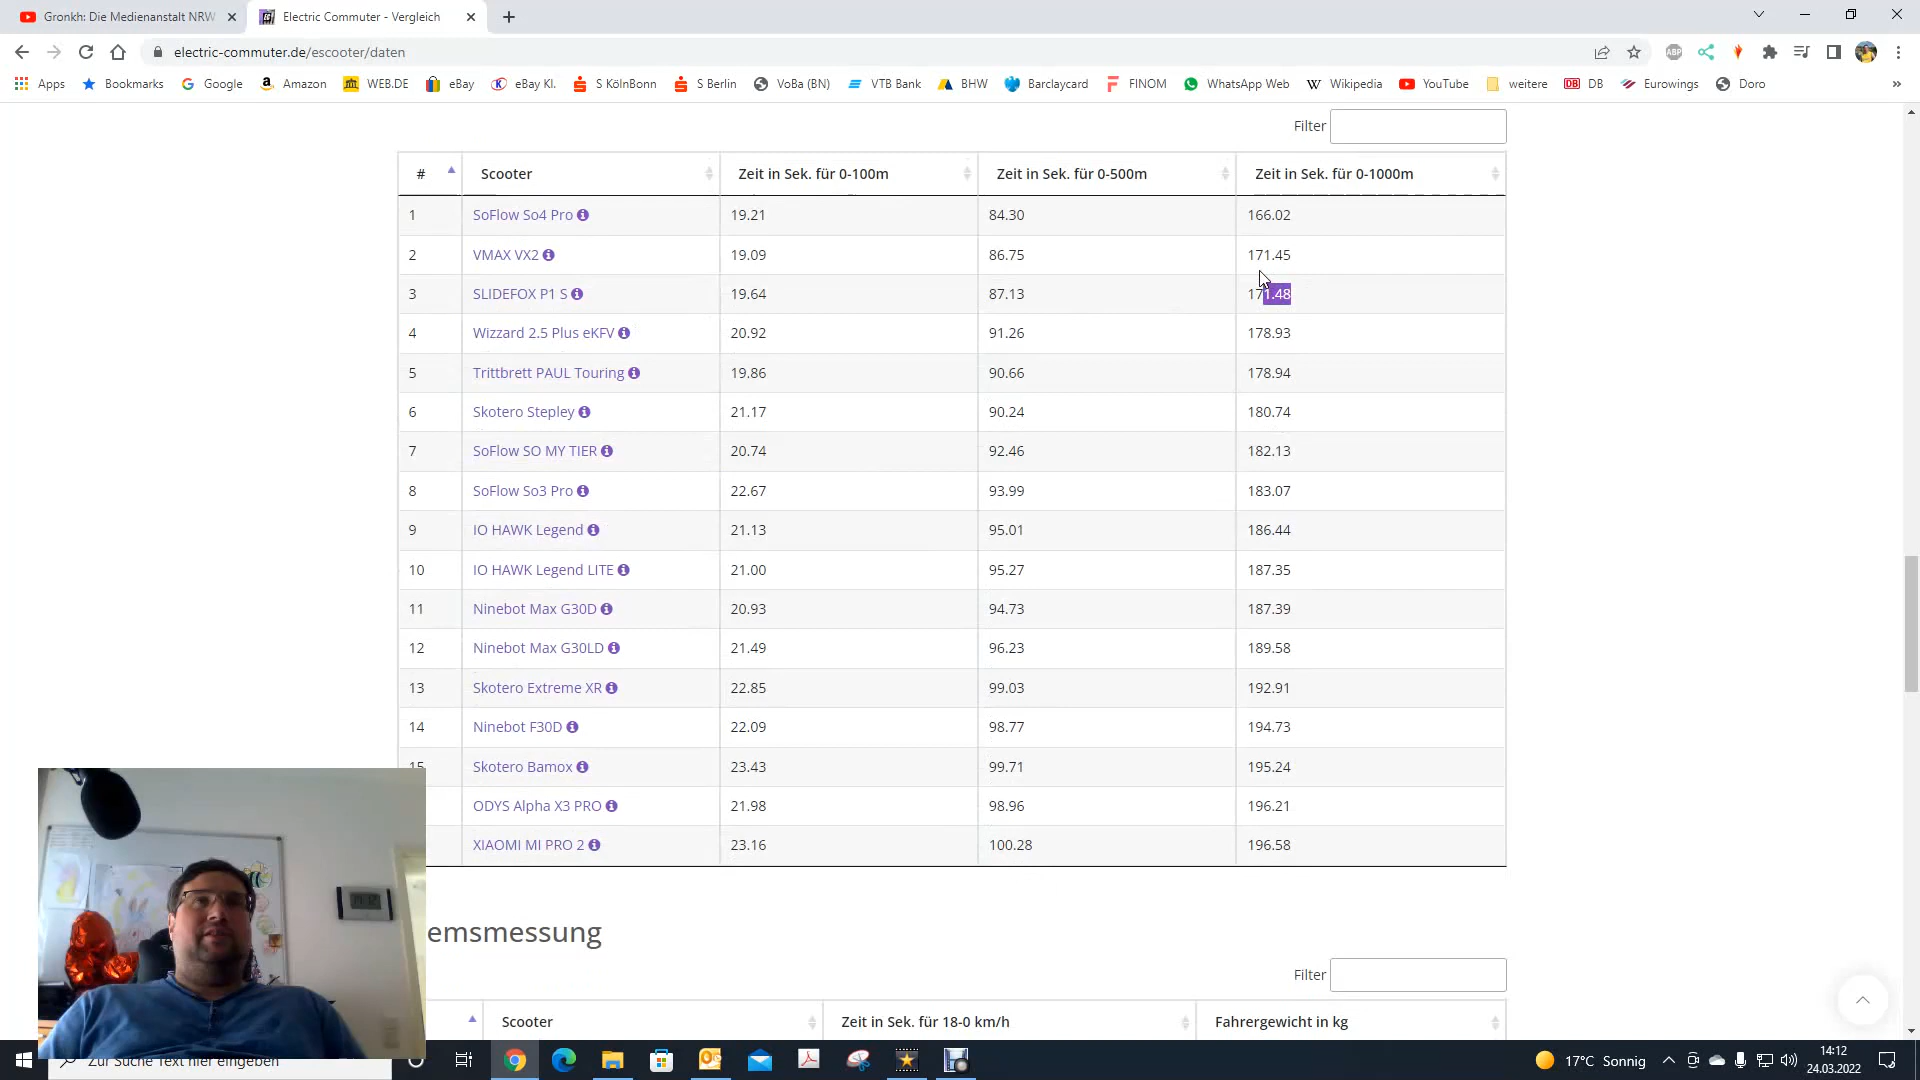 Gronkh: Die Medienanstalt NRW
Electric Commuter - Vergleich
electric-commuter.de/escooter/daten
ABP
Apps Bookmarks Google Amazon WEB.DE eBay eBay Kl. S KölnBonn S Berlin VoBa (BN) VTB Bank BHW Barclaycard FINOM WhatsApp Web Wikipedia YouTube weitere DB DB Eurowings Doro »
Filter
# Scooter Zeit in Sek. für 0-100m Zeit in Sek. für 0-500m Zeit in Sek. für 0-1000m
1 SoFlow So4 Pro 19.21 84.30 166.02
2 VMAX VX2 19.09 86.75 171.45
3 SLIDEFOX P1 S 19.64 87.13 171.48
4 Wizzard 2.5 Plus eKFV 20.92 91.26 178.93
5 Trittbrett PAUL Touring 19.86 90.66 178.94
6 Skotero Stepley 21.17 90.24 180.74
7 SoFlow SO MY TIER 20.74 92.46 182.13
8 SoFlow So3 Pro 22.67 93.99 183.07
9 IO HAWK Legend 21.13 95.01 186.44
10 IO HAWK Legend LITE 21.00 95.27 187.35
11 Ninebot Max G30D 20.93 94.73 187.39
12 Ninebot Max G30LD 21.49 96.23 189.58
13 Skotero Extreme XR 22.85 99.03 192.91
14 Ninebot F30D 22.09 98.77 194.73
15 Skotero Bamox 23.43 99.71 195.24
ODYS Alpha X3 PRO 21.98 98.96 196.21
XIAOMI MI PRO 2 23.16 100.28 196.58
emsmessung
Filter
Scooter Zeit in Sek. für 18-0 km/h Fahrergewicht in kg
Zur Suche Text hier eingeben
17°C Sonnig
14:12
24.03.2022